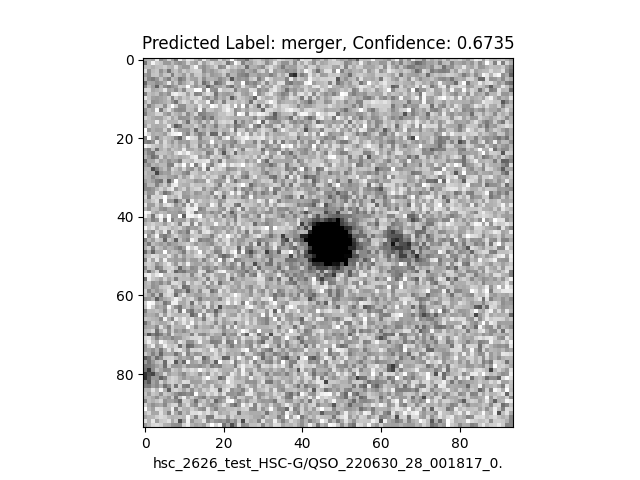 Predicted Label: merger, Confidence: 0.6735
0
20
40
60
80
0 20 40 60 80
hsc_2626_test_HSC-G/QSO_220630_28_001817_0.